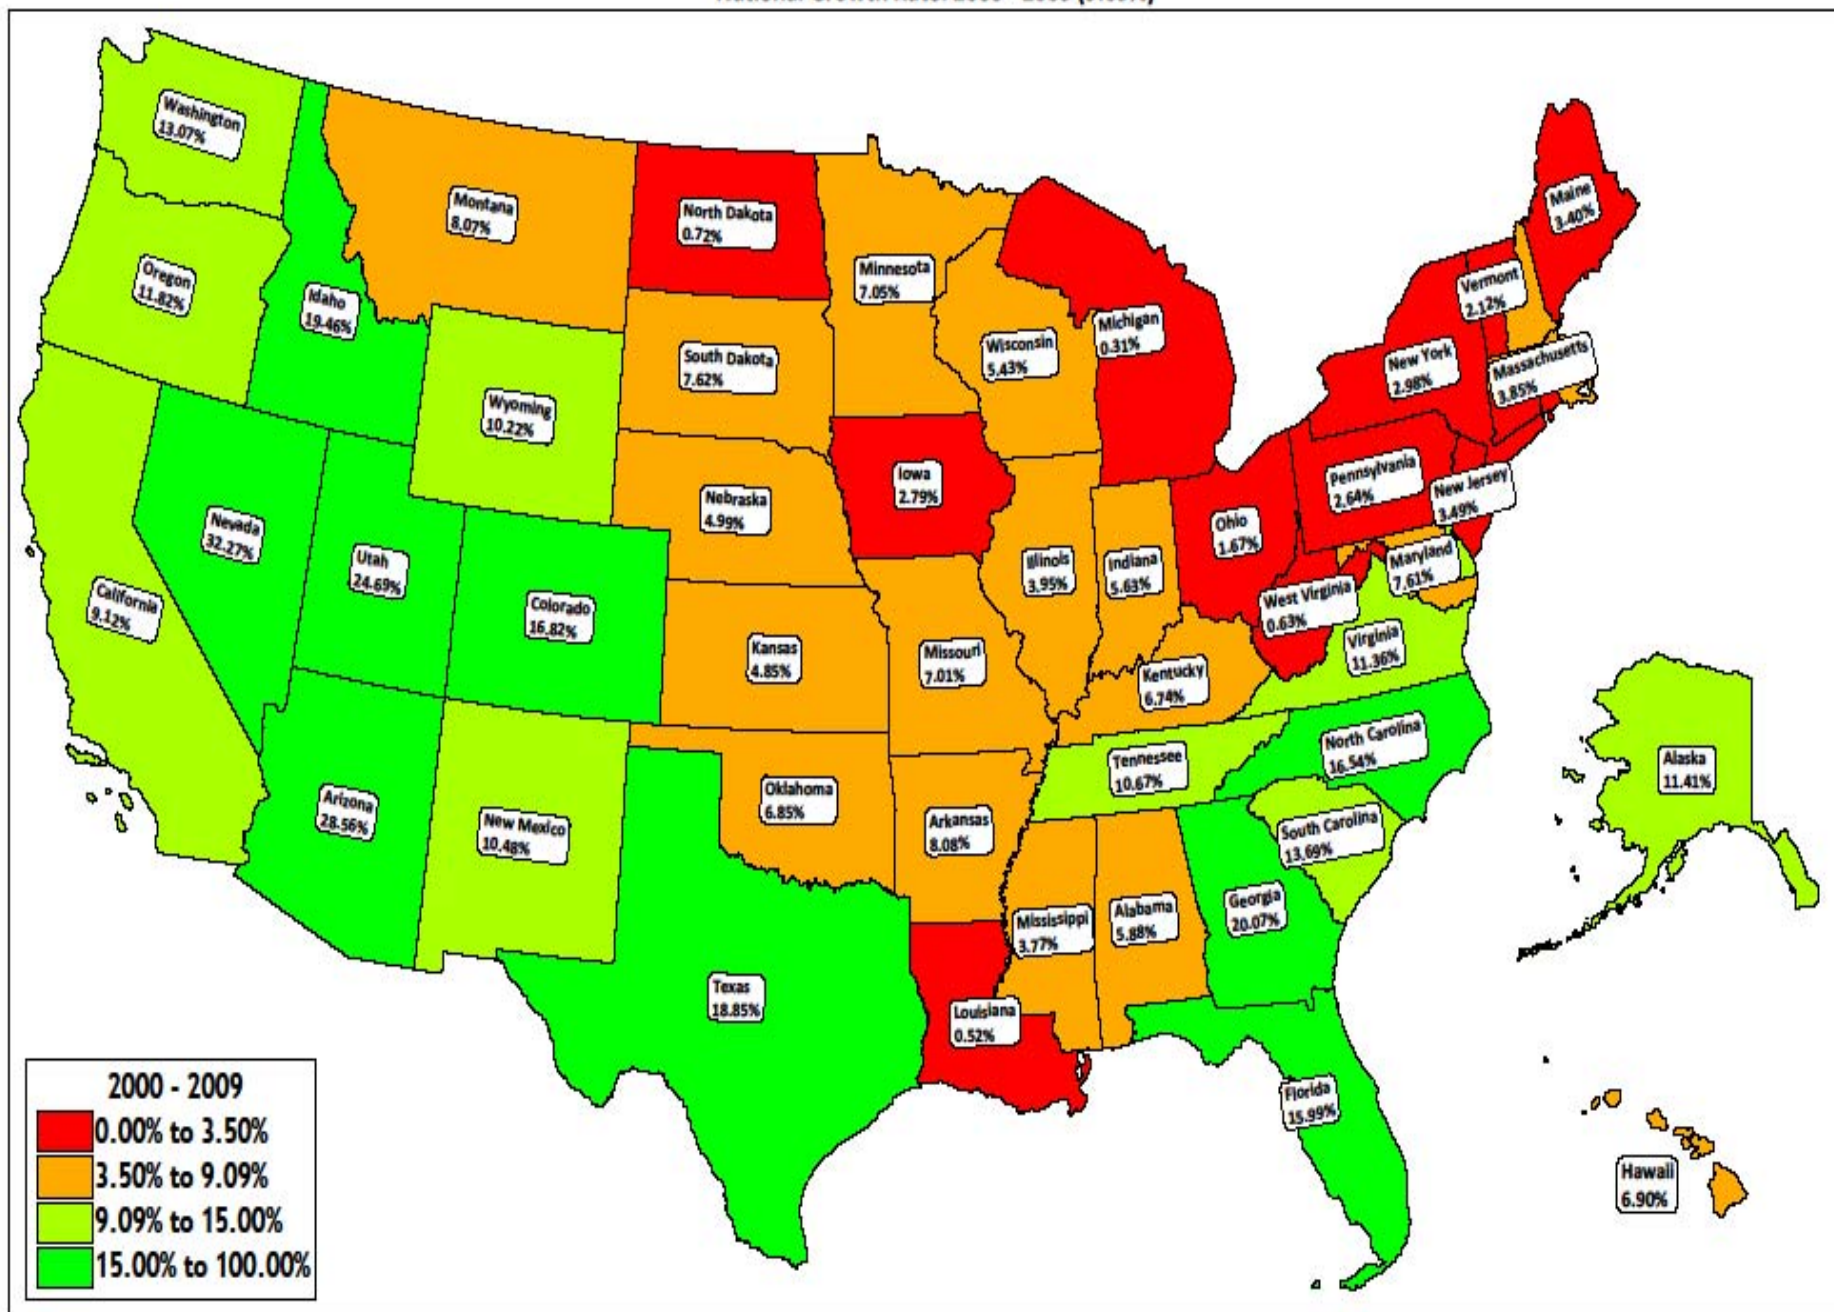 Washington
13.07%
Montana
8.07%
North Dakota
0.72%
Minnesota
7.05%
Maine
3.40%
Oregon
11.82%
Idaho
19.46%
Vermont
2.12%
Michigan
0.31%
Wisconsin
5.43%
South Dakota
7.62%
New York
2.98%
Massachusetts
3.85%
Wyoming
10.22%
Iowa
2.79%
Pennsylvania
2.64%
New Jersey
3.49%
Nebraska
4.99%
Nevada
32.27%
Utah
24.69%
Ohio
1.67%
Illinois
3.95%
Indiana
5.63%
Maryland
7.61%
California
9.12%
Colorado
16.82%
West Virginia
0.63%
Virginia
11.36%
Kansas
4.85%
Missouri
7.01%
Kentucky
6.74%
Tennessee
10.67%
North Carolina
16.54%
Alaska
11.41%
Arizona
28.56%
New Mexico
10.48%
Oklahoma
6.85%
Arkansas
8.08%
South Carolina
13.69%
Mississippi
3.77%
Alabama
5.88%
Georgia
20.07%
Texas
18.85%
Louisiana
0.52%
Florida
15.99%
Hawaii
6.90%
2000 - 2009
0.00% to 3.50%
3.50% to 9.09%
9.09% to 15.00%
15.00% to 100.00%